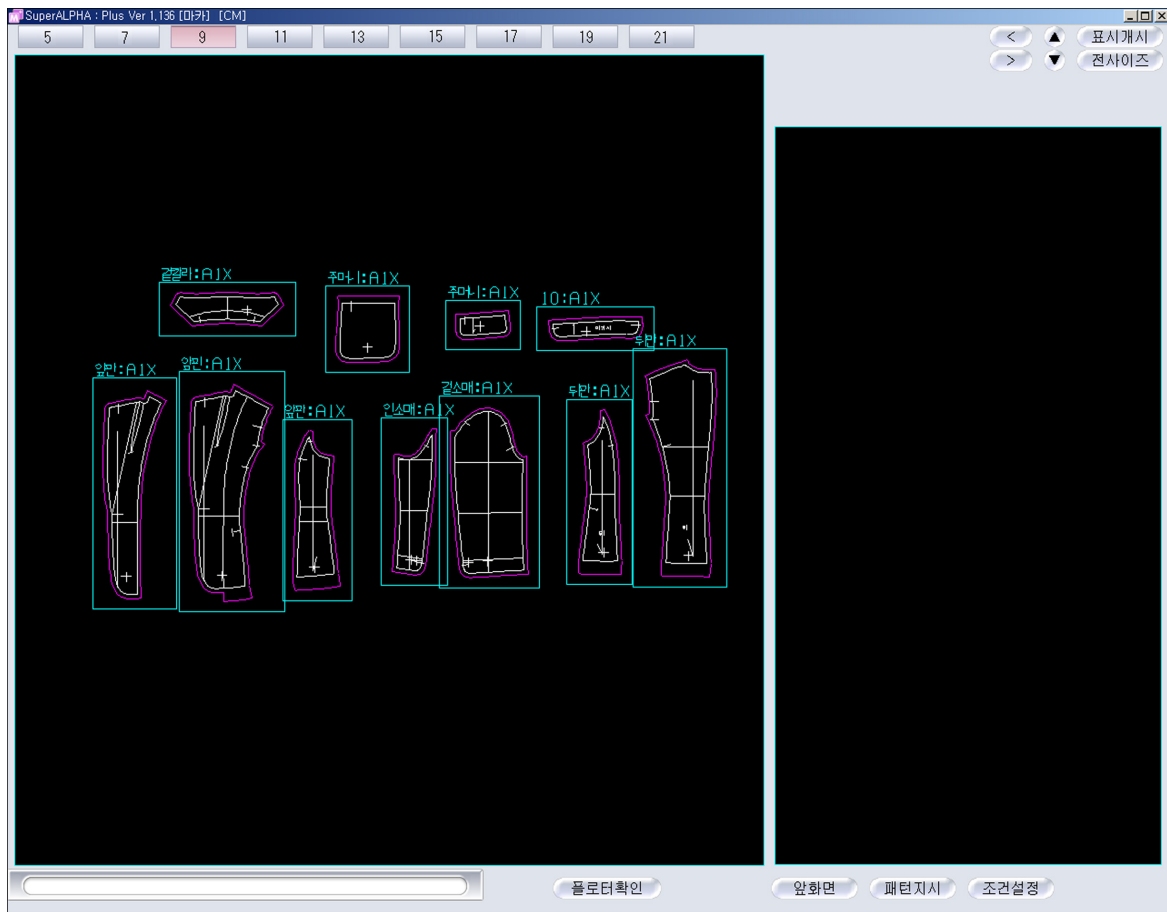 SuperALPHA : Plus Ver 1,136 [마카] [CM]
5 7 9 11 13 15 17 19 21
< ▲ 표시개시
> ▼ 전사이즈
겉깔라:A1X
주머니:A1X
주머니:A1X
10:A1X
뒤판:A1X
앞판:A1X
앞판:A1X
앞판:A1X
인소매:A1X
겉소매:A1X
뒤판:A1X
플로터확인
앞화면
패턴지시
조건설정